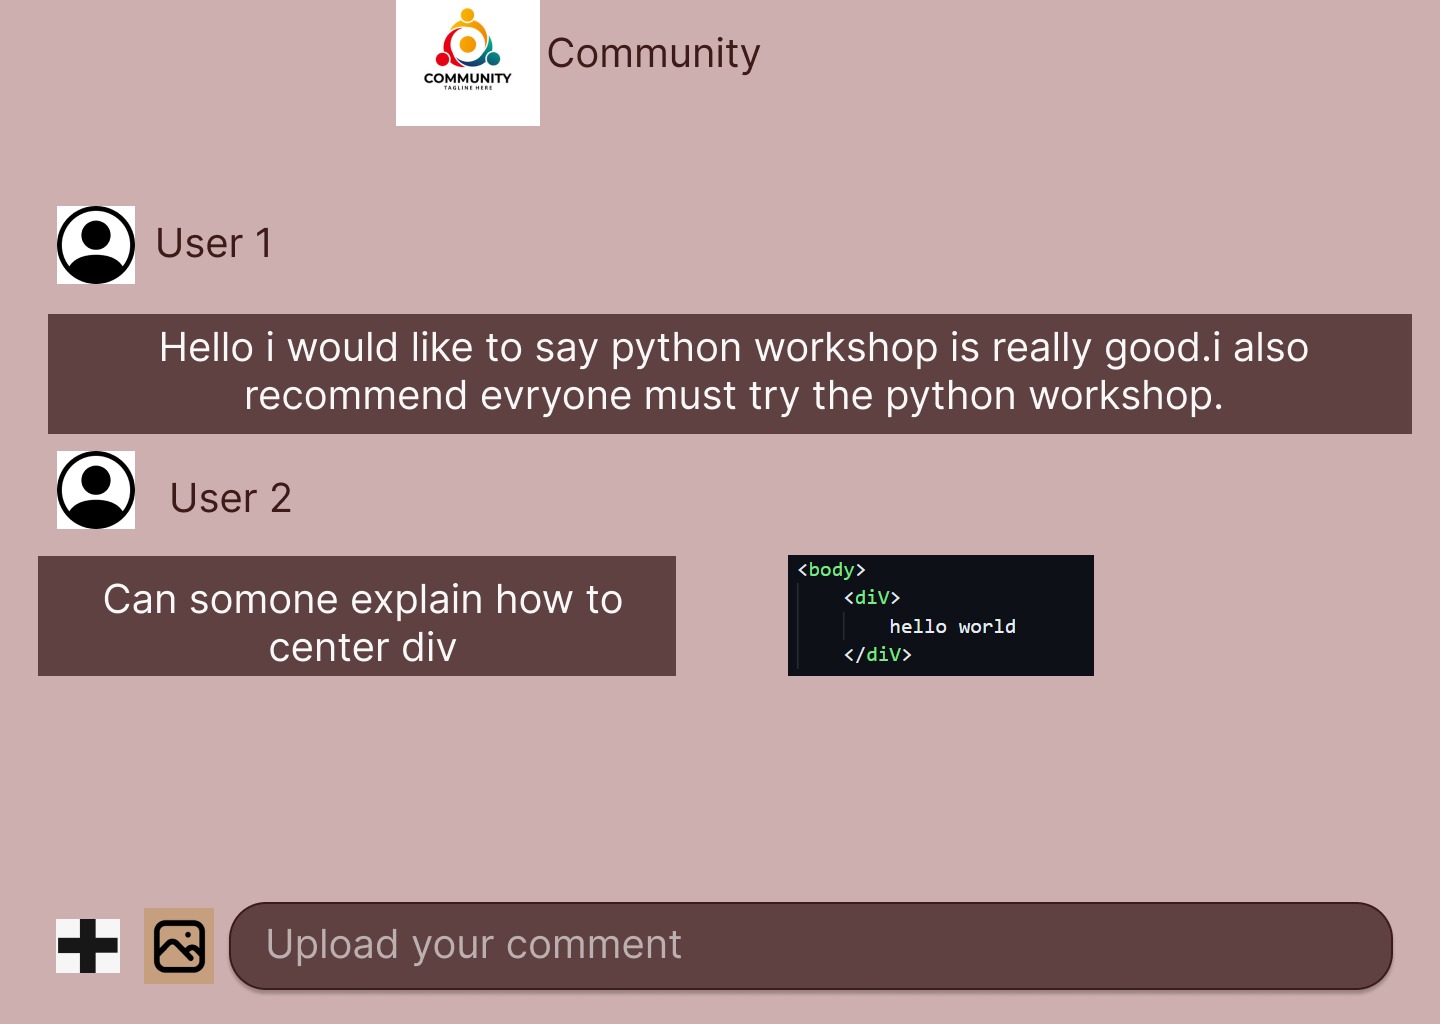 COMMUNITY
TAGLINE HERE
Community
User 1
Hello i would like to say python workshop is really good.i also
recommend evryone must try the python workshop.
User 2
Can somone explain how to
center div
<body>
<diV>
hello world
</diV>
Upload your comment